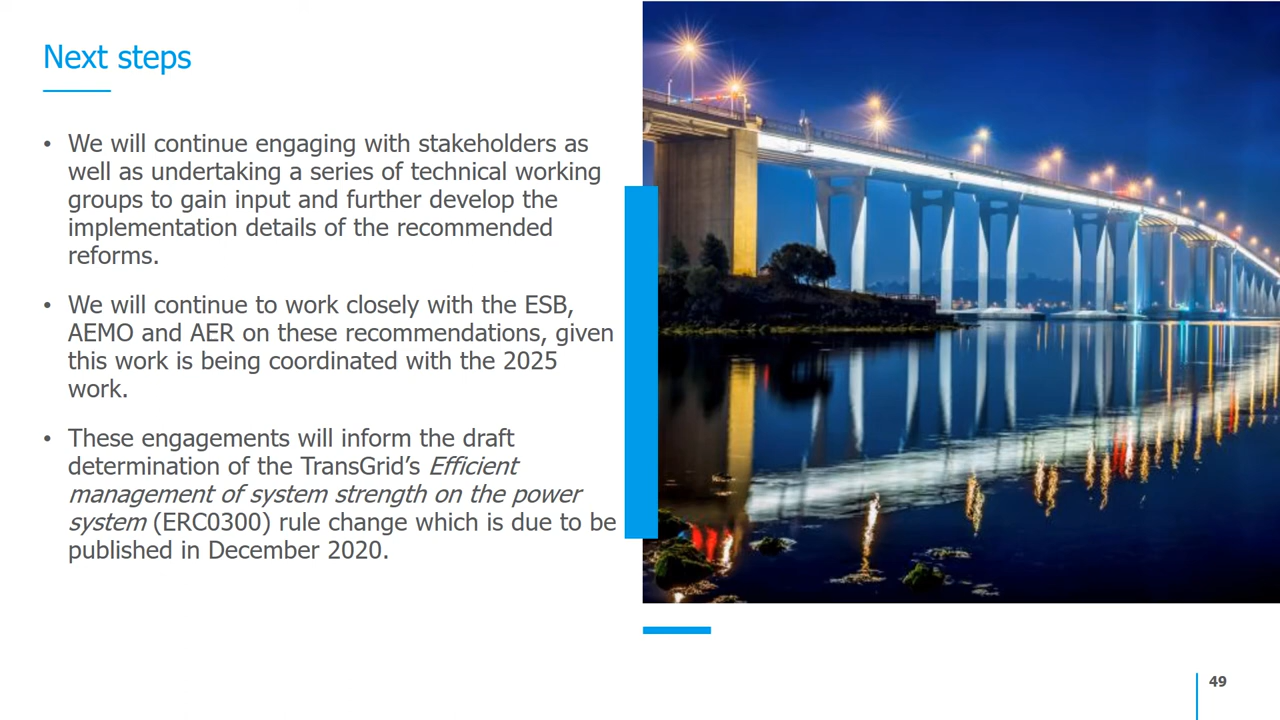 Next steps
• We will continue engaging with stakeholders as
well as undertaking a series of technical working
groups to gain input and further develop the
implementation details of the recommended
reforms.
• We will continue to work closely with the ESB,
AEMO and AER on these recommendations, given
this work is being coordinated with the 2025
work.
• These engagements will inform the draft
determination of the TransGrid’s Efficient
management of system strength on the power
system (ERC0300) rule change which is due to be
published in December 2020.
49